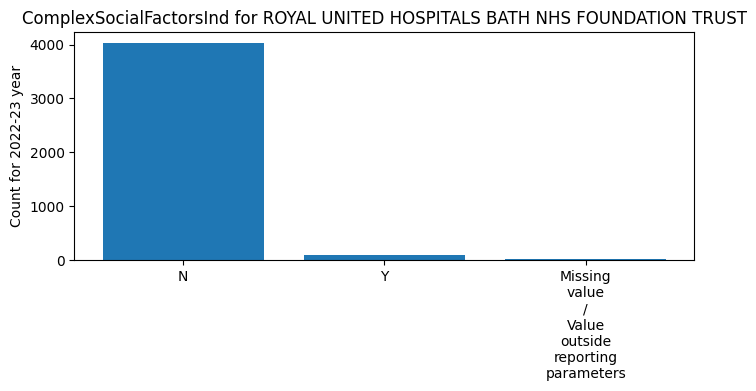 ComplexSocialFactorsInd for ROYAL UNITED HOSPITALS BATH NHS FOUNDATION TRUST
Count for 2022-23 year
4000
3000
2000
1000
0
N
Y
Missing
value
/
Value
outside
reporting
parameters